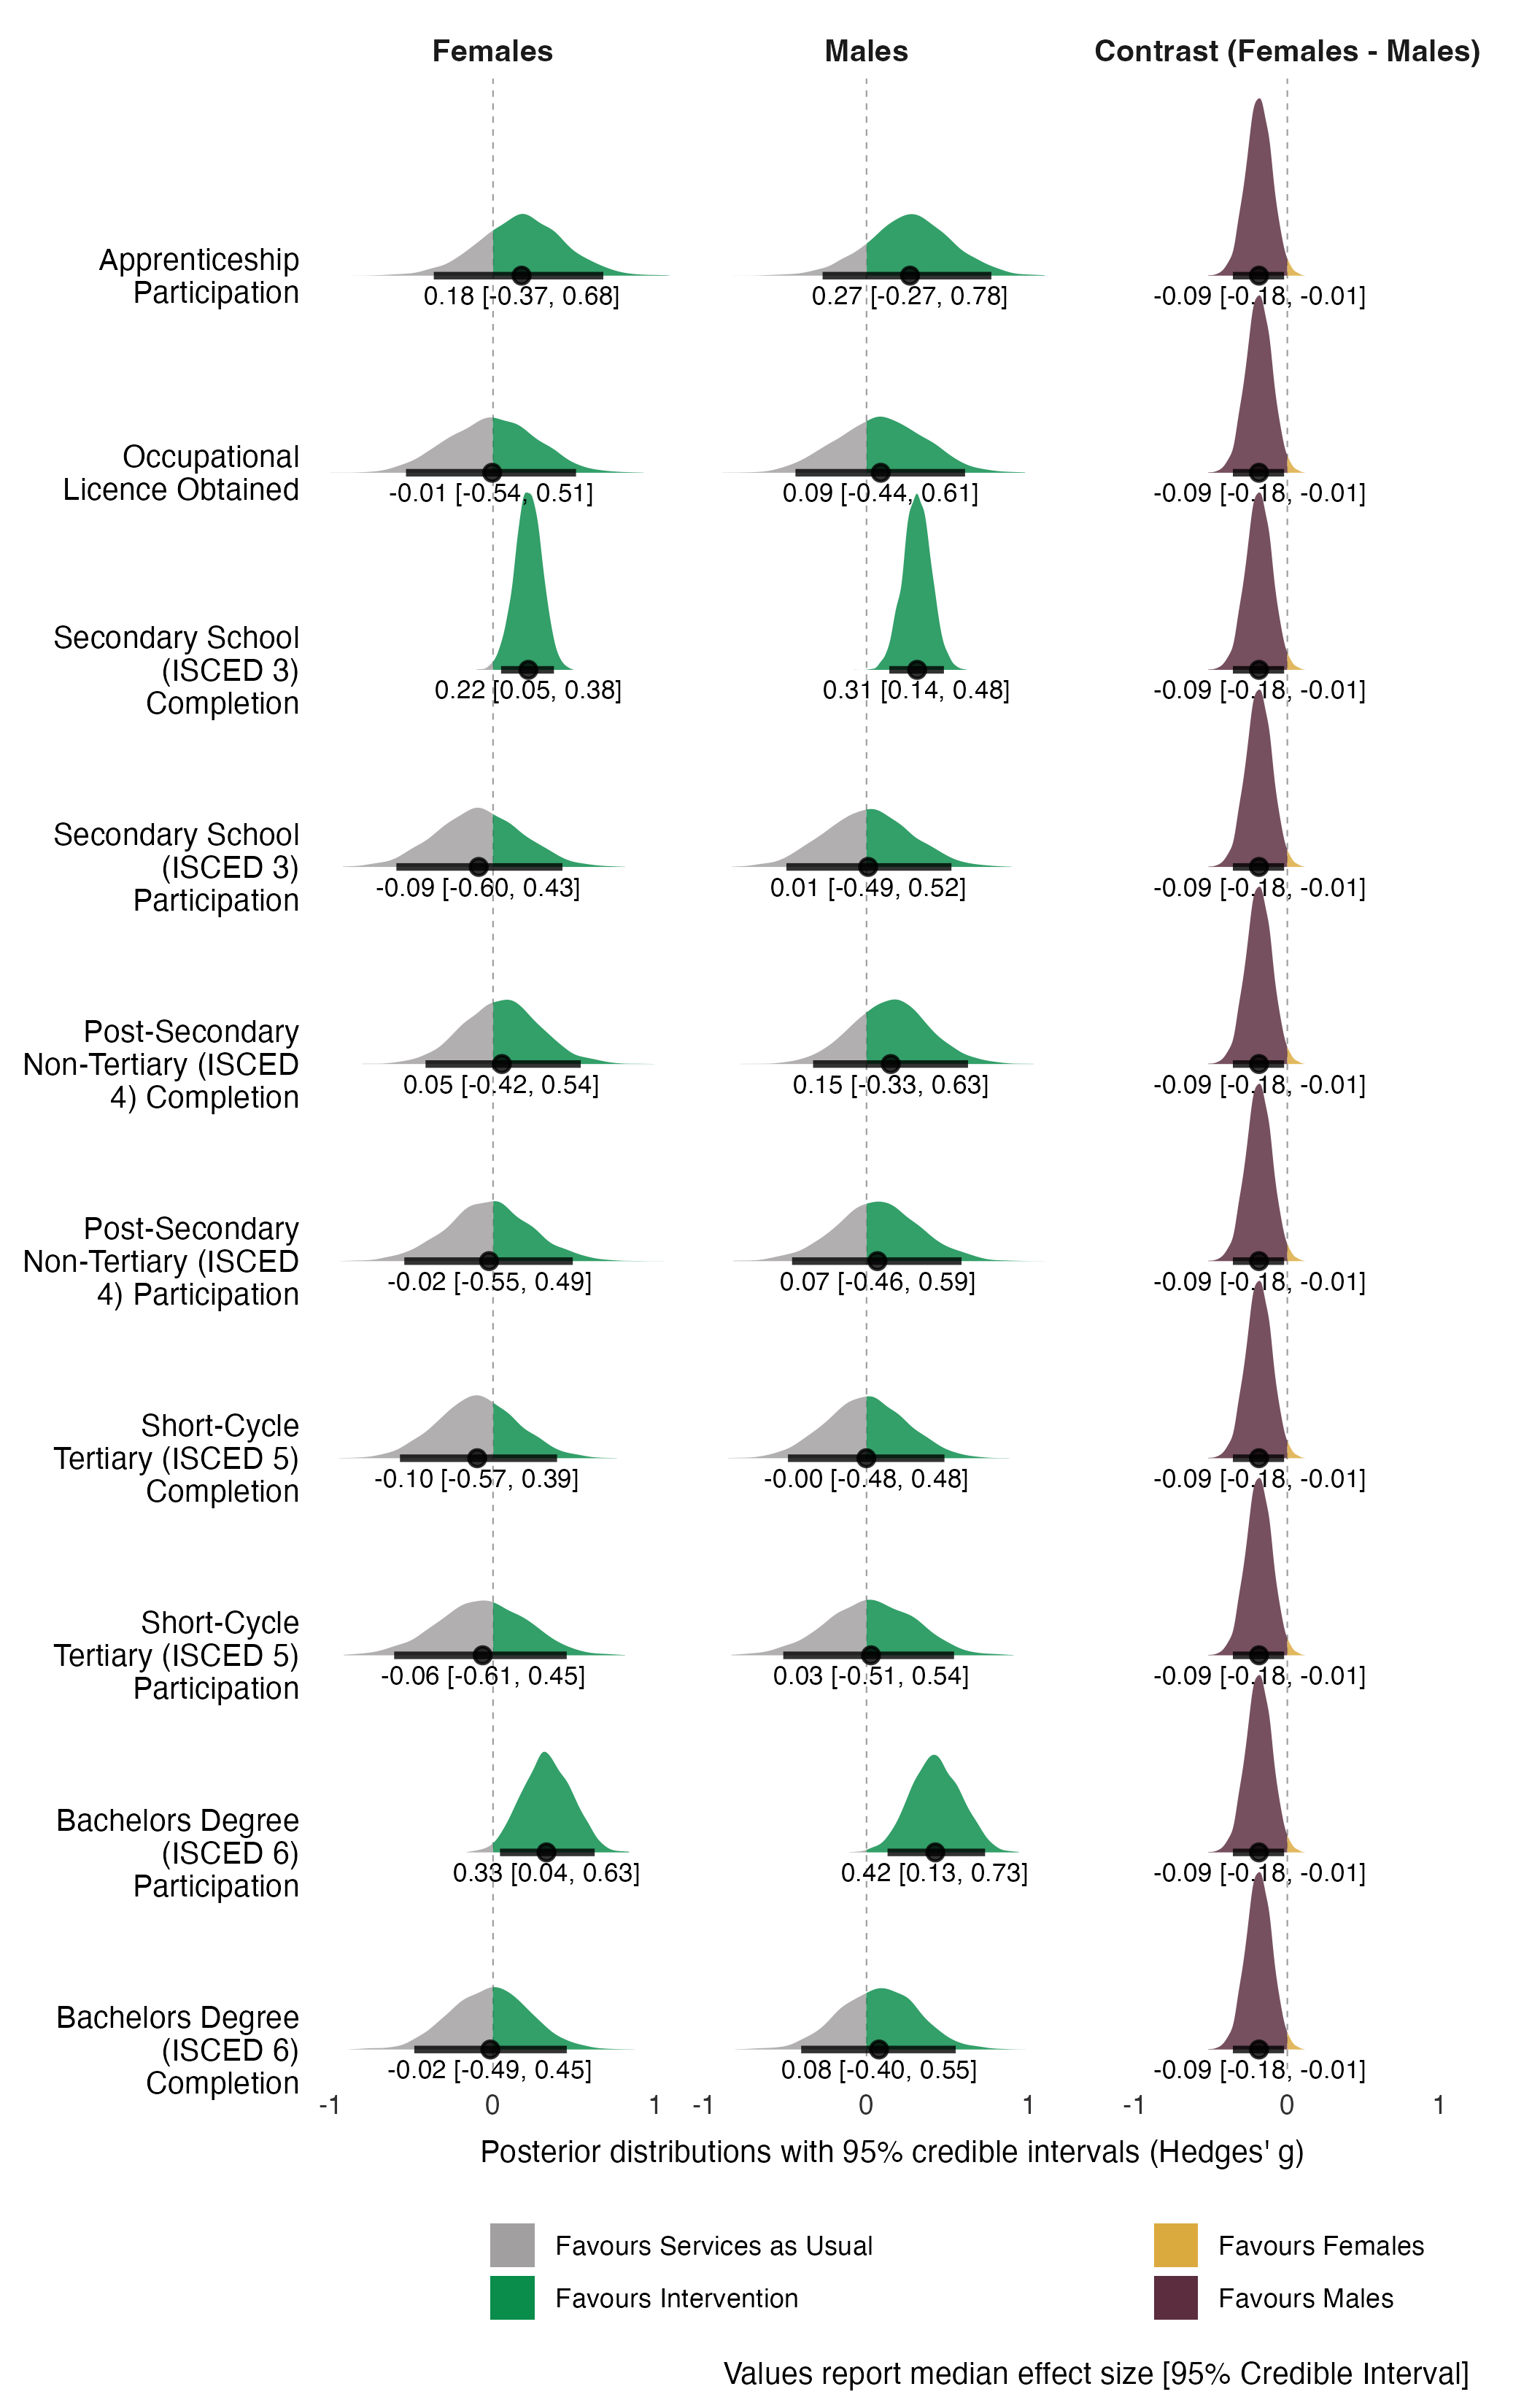 Females Males Contrast (Females - Males)
Apprenticeship
Participation
0.18 [-0.37, 0.68] 0.27 [-0.27, 0.78] -0.09 [-0.18, -0.01]
Occupational
Licence Obtained
-0.01 [-0.54, 0.51] 0.09 [-0.44, 0.61] -0.09 [-0.18, -0.01]
Secondary School
(ISCED 3)
Completion
0.22 [0.05, 0.38] 0.31 [0.14, 0.48] -0.09 [-0.18, -0.01]
Secondary School
(ISCED 3)
Participation
-0.09 [-0.60, 0.43] 0.01 [-0.49, 0.52] -0.09 [-0.18, -0.01]
Post-Secondary
Non-Tertiary (ISCED
4) Completion
0.05 [-0.42, 0.54] 0.15 [-0.33, 0.63] -0.09 [-0.18, -0.01]
Post-Secondary
Non-Tertiary (ISCED
4) Participation
-0.02 [-0.55, 0.49] 0.07 [-0.46, 0.59] -0.09 [-0.18, -0.01]
Short-Cycle
Tertiary (ISCED 5)
Completion
-0.10 [-0.57, 0.39] -0.00 [-0.48, 0.48] -0.09 [-0.18, -0.01]
Short-Cycle
Tertiary (ISCED 5)
Participation
-0.06 [-0.61, 0.45] 0.03 [-0.51, 0.54] -0.09 [-0.18, -0.01]
Bachelors Degree
(ISCED 6)
Participation
0.33 [0.04, 0.63] 0.42 [0.13, 0.73] -0.09 [-0.18, -0.01]
Bachelors Degree
(ISCED 6)
Completion
-0.02 [-0.49, 0.45] 0.08 [-0.40, 0.55] -0.09 [-0.18, -0.01]
-1 0 1 -1 0 1 -1 0 1
Posterior distributions with 95% credible intervals (Hedges' g)
Favours Services as Usual Favours Females
Favours Intervention Favours Males
Values report median effect size [95% Credible Interval]